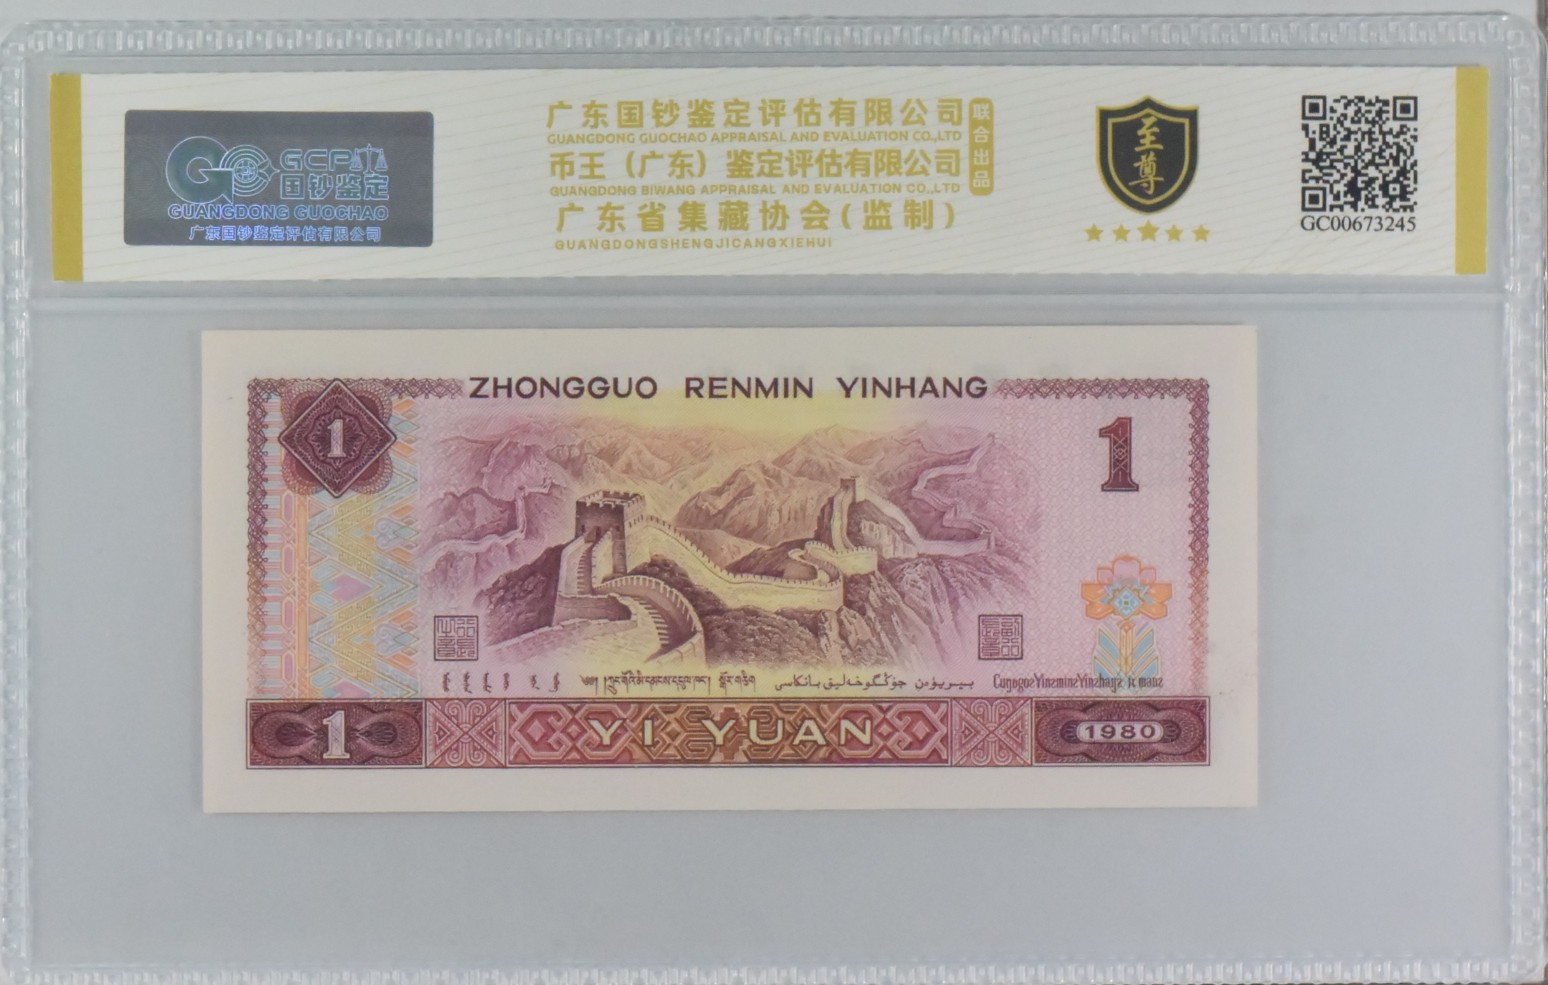 GCP
国钞鉴定
GUANGDONG GUOCHAO
广东国钞鉴定评估有限公司
广东国钞鉴定评估有限公司
GUANGDONG GUOCHAO APPRAISAL AND EVALUATION CO.,LTD
币王（广东）鉴定评估有限公司
GUANGDONG BIWANG APPRAISAL AND EVALUATION CO.,LTD
广东省集藏协会(监制)
GUANGDONGSHENGJICANGXIEHUI
联合出品
至尊
GC00673245
ZHONGGUO RENMIN YINHANG
1
1
1
YI YUAN
1980